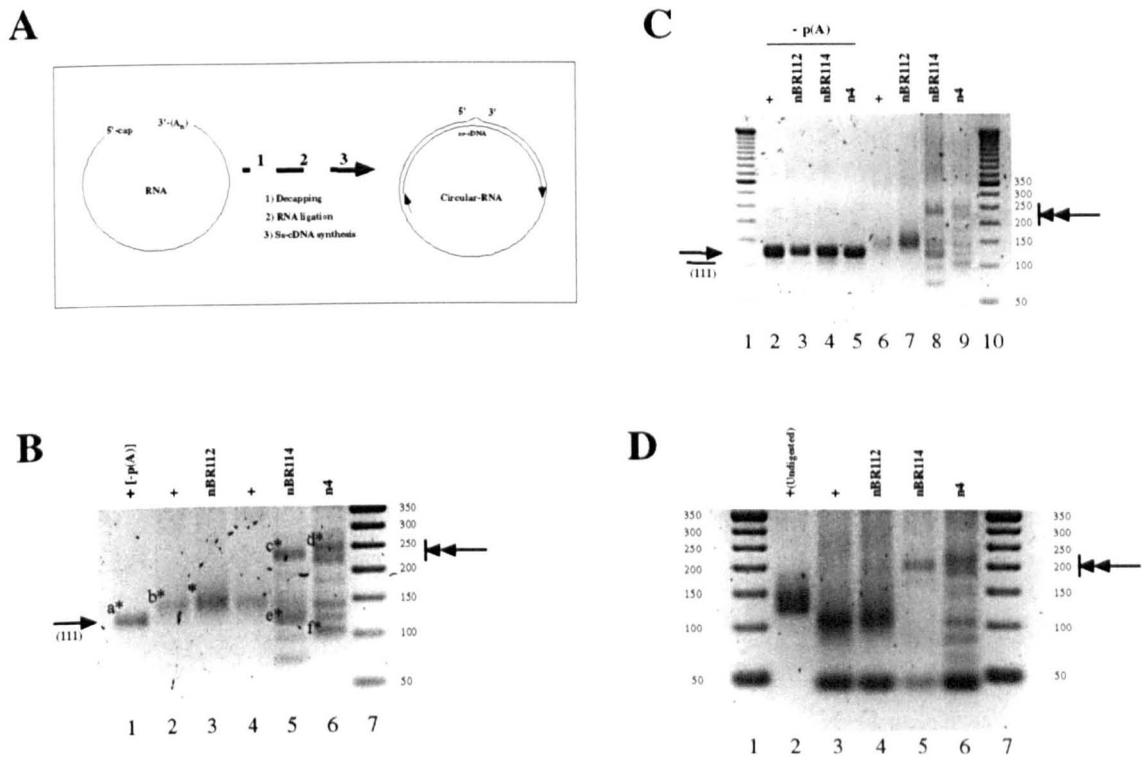 A
5'-cap
3'-(An)
RNA
1 2 3
1) Decapping
2) RNA ligation
3) Ss-cDNA synthesis
5' 3'
ss-cDNA
Circular-RNA
B
+ [-p(A)]
+
nBR112
+
nBR114
n4
a*
b*
*
c*
d*
e*
f*
(111)
350
300
250
200
150
100
50
1 2 3 4 5 6 7
C
- p(A)
+
nBR112
nBR114
n4
+
nBR112
nBR114
n4
(111)
350
250
200
150
100
50
1 2 3 4 5 6 7 8 9 10
D
+(Undigested)
+
nBR112
nBR114
n4
350
300
250
200
150
100
50
350
300
250
200
150
100
50
1 2 3 4 5 6 7